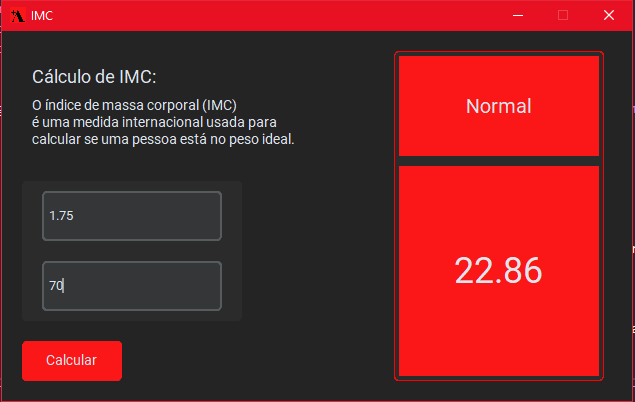 IMC
Cálculo de IMC:
O índice de massa corporal (IMC)
é uma medida internacional usada para
calcular se uma pessoa está no peso ideal.
1.75
70
Calcular
Normal
22.86